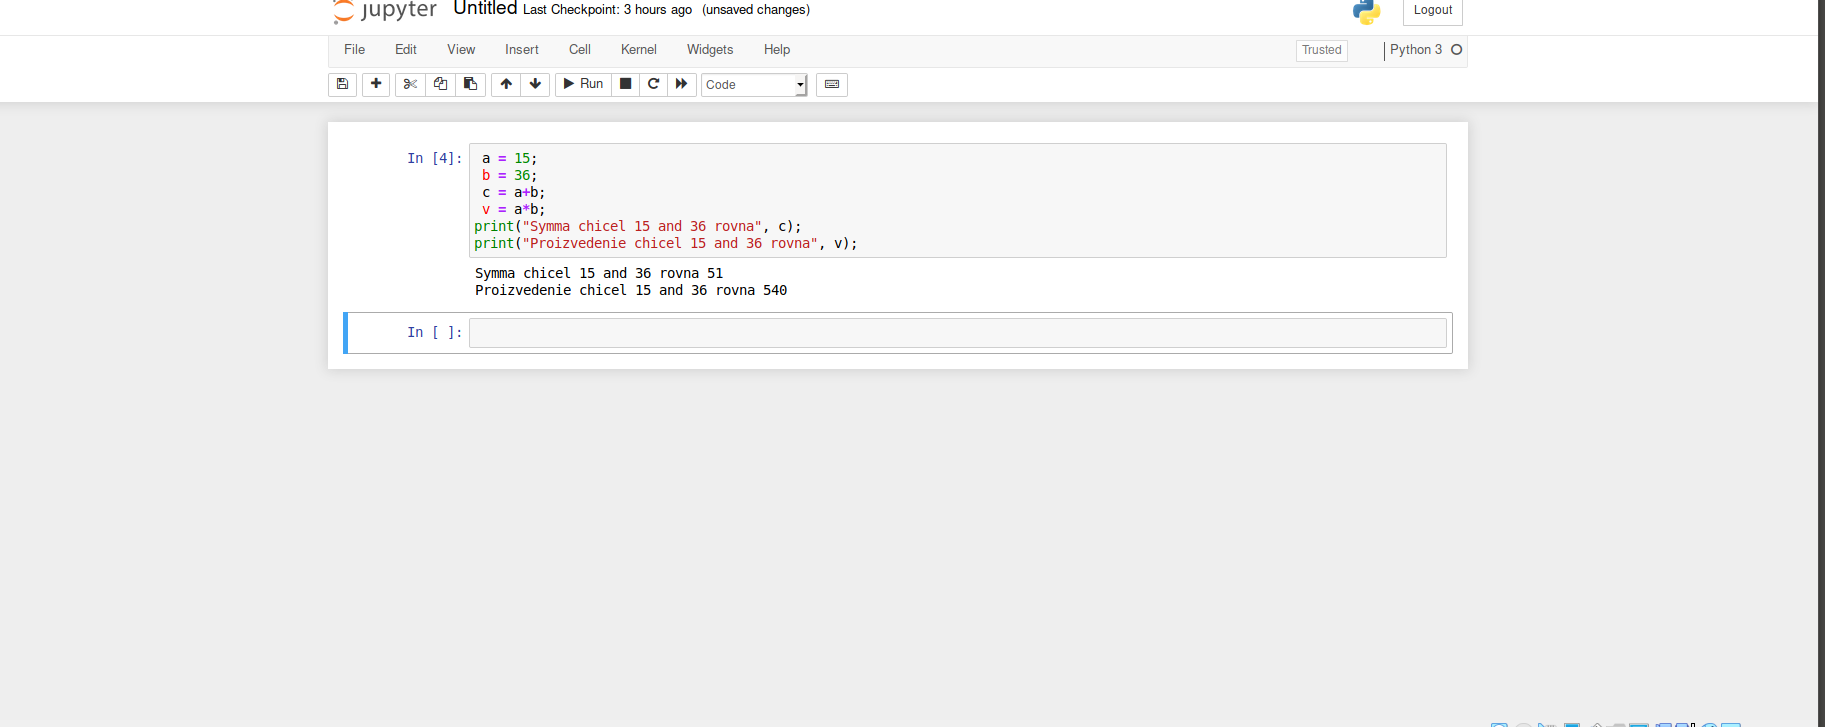 jupyter Untitled Last Checkpoint: 3 hours ago (unsaved changes) Logout
File Edit View Insert Cell Kernel Widgets Help Trusted Python 3
Run Code
In [4]: a = 15;
b = 36;
c = a+b;
v = a*b;
print("Symma chicel 15 and 36 rovna", c);
print("Proizvedenie chicel 15 and 36 rovna", v);
Symma chicel 15 and 36 rovna 51
Proizvedenie chicel 15 and 36 rovna 540
In [ ]: